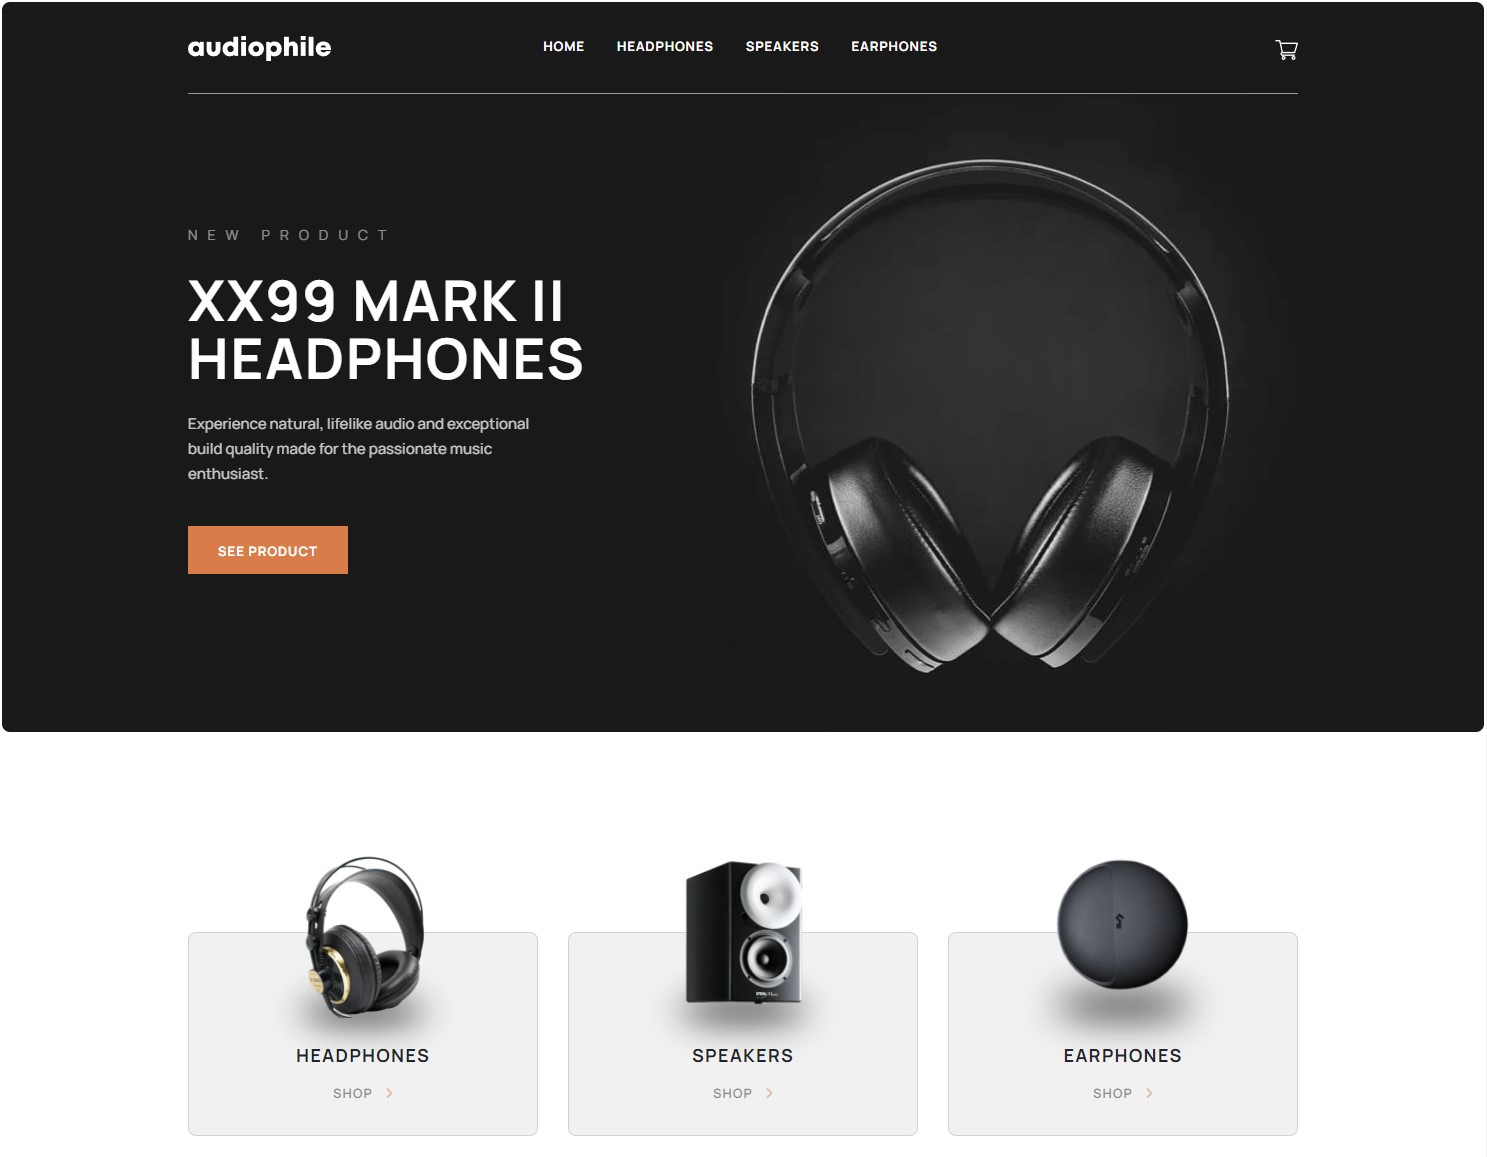 audiophile
HOME HEADPHONES SPEAKERS EARPHONES
NEW PRODUCT
XX99 MARK II
HEADPHONES
Experience natural, lifelike audio and exceptional
build quality made for the passionate music
enthusiast.
SEE PRODUCT
HEADPHONES
SHOP
SPEAKERS
SHOP
EARPHONES
SHOP